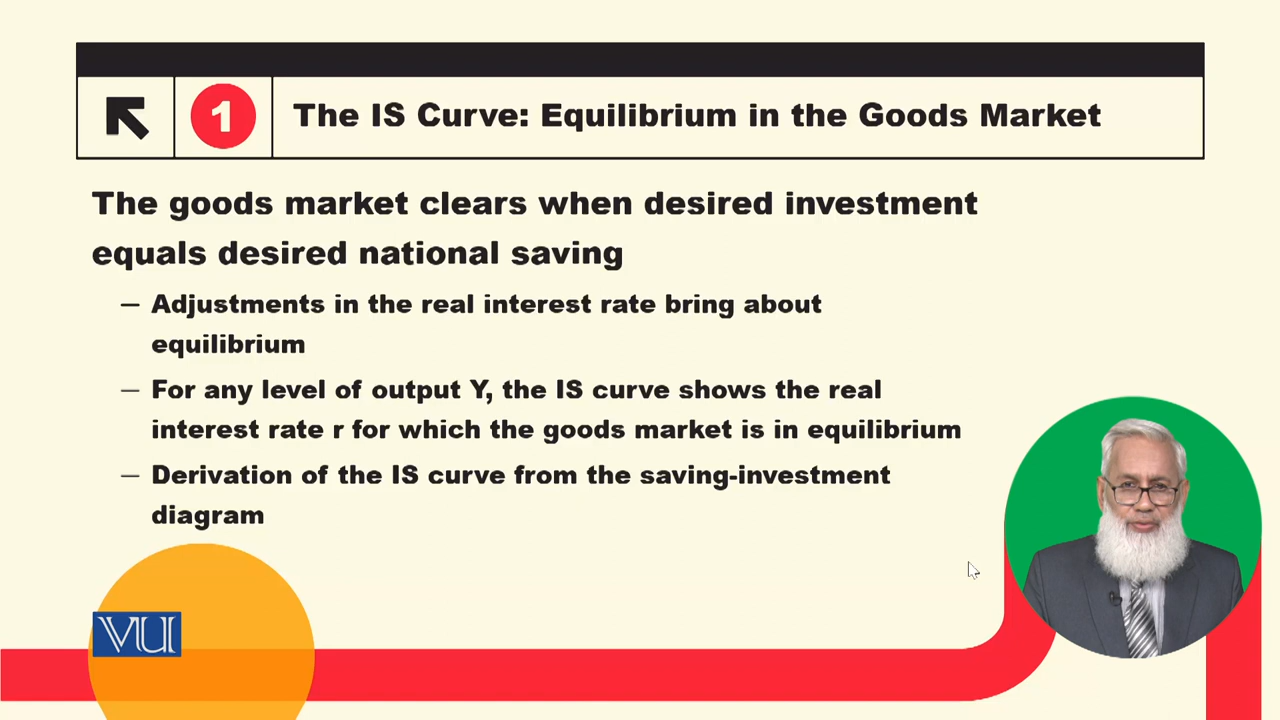 1
The IS Curve: Equilibrium in the Goods Market
The goods market clears when desired investment
equals desired national saving
– Adjustments in the real interest rate bring about
equilibrium
– For any level of output Y, the IS curve shows the real
interest rate r for which the goods market is in equilibrium
– Derivation of the IS curve from the saving-investment
diagram
VU